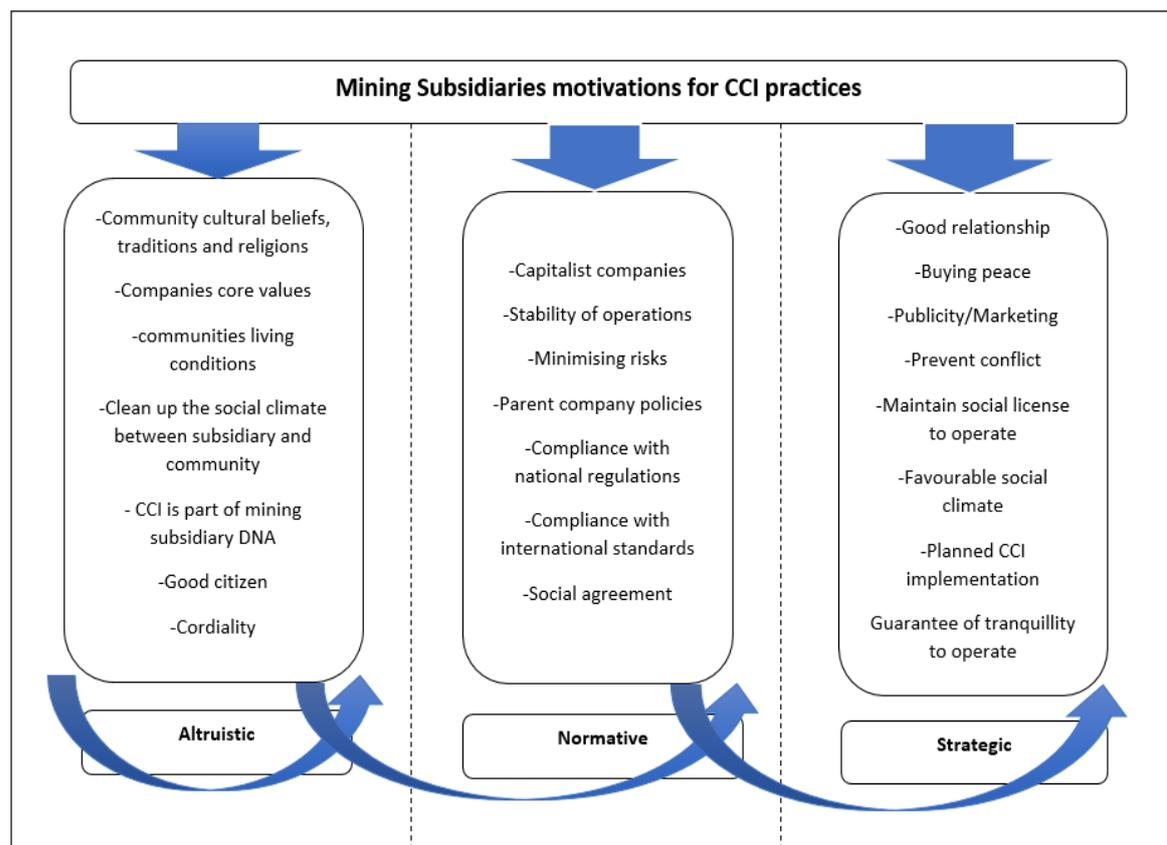 Mining Subsidiaries motivations for CCI practices
-Community cultural beliefs,
traditions and religions
-Companies core values
-communities living
conditions
-Clean up the social climate
between subsidiary and
community
- CCI is part of mining
subsidiary DNA
-Good citizen
-Cordiality
Altruistic
-Capitalist companies
-Stability of operations
-Minimising risks
-Parent company policies
-Compliance with
national regulations
-Compliance with
international standards
-Social agreement
Normative
-Good relationship
-Buying peace
-Publicity/Marketing
-Prevent conflict
-Maintain social license
to operate
-Favourable social
climate
-Planned CCI
implementation
Guarantee of tranquillity
to operate
Strategic